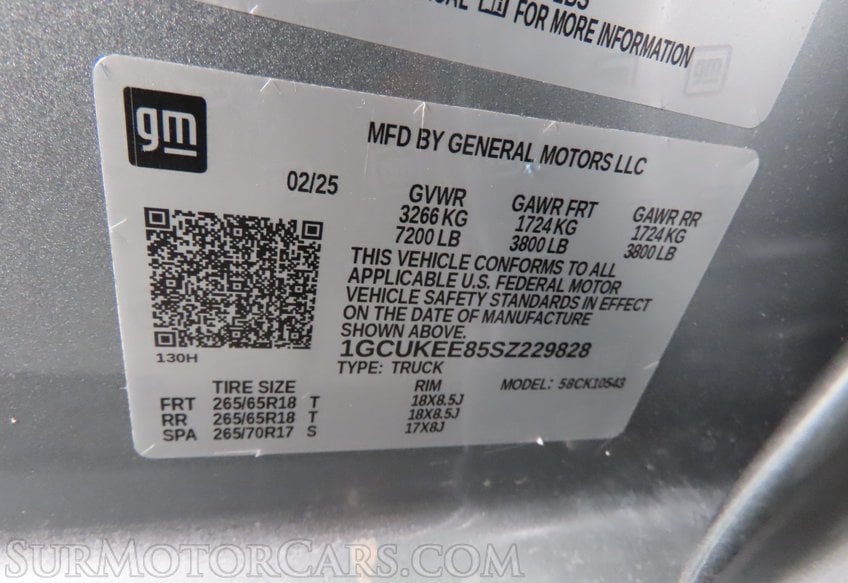 FOR MORE INFORMATION
gm
MFD BY GENERAL MOTORS LLC
02/25
GVWR GAWR FRT GAWR RR
3266 KG 1724 KG 1724 KG
7200 LB 3800 LB 3800 LB
THIS VEHICLE CONFORMS TO ALL
APPLICABLE U.S. FEDERAL MOTOR
VEHICLE SAFETY STANDARDS IN EFFECT
ON THE DATE OF MANUFACTURE
SHOWN ABOVE.
1GCUKEE85SZ229828
130H
TYPE: TRUCK MODEL: 58CK10543
TIRE SIZE RIM
FRT 265/65R18 T 18X8.5J
RR 265/65R18 T 18X8.5J
SPA 265/70R17 S 17X8J
SURMOTORCARS.COM